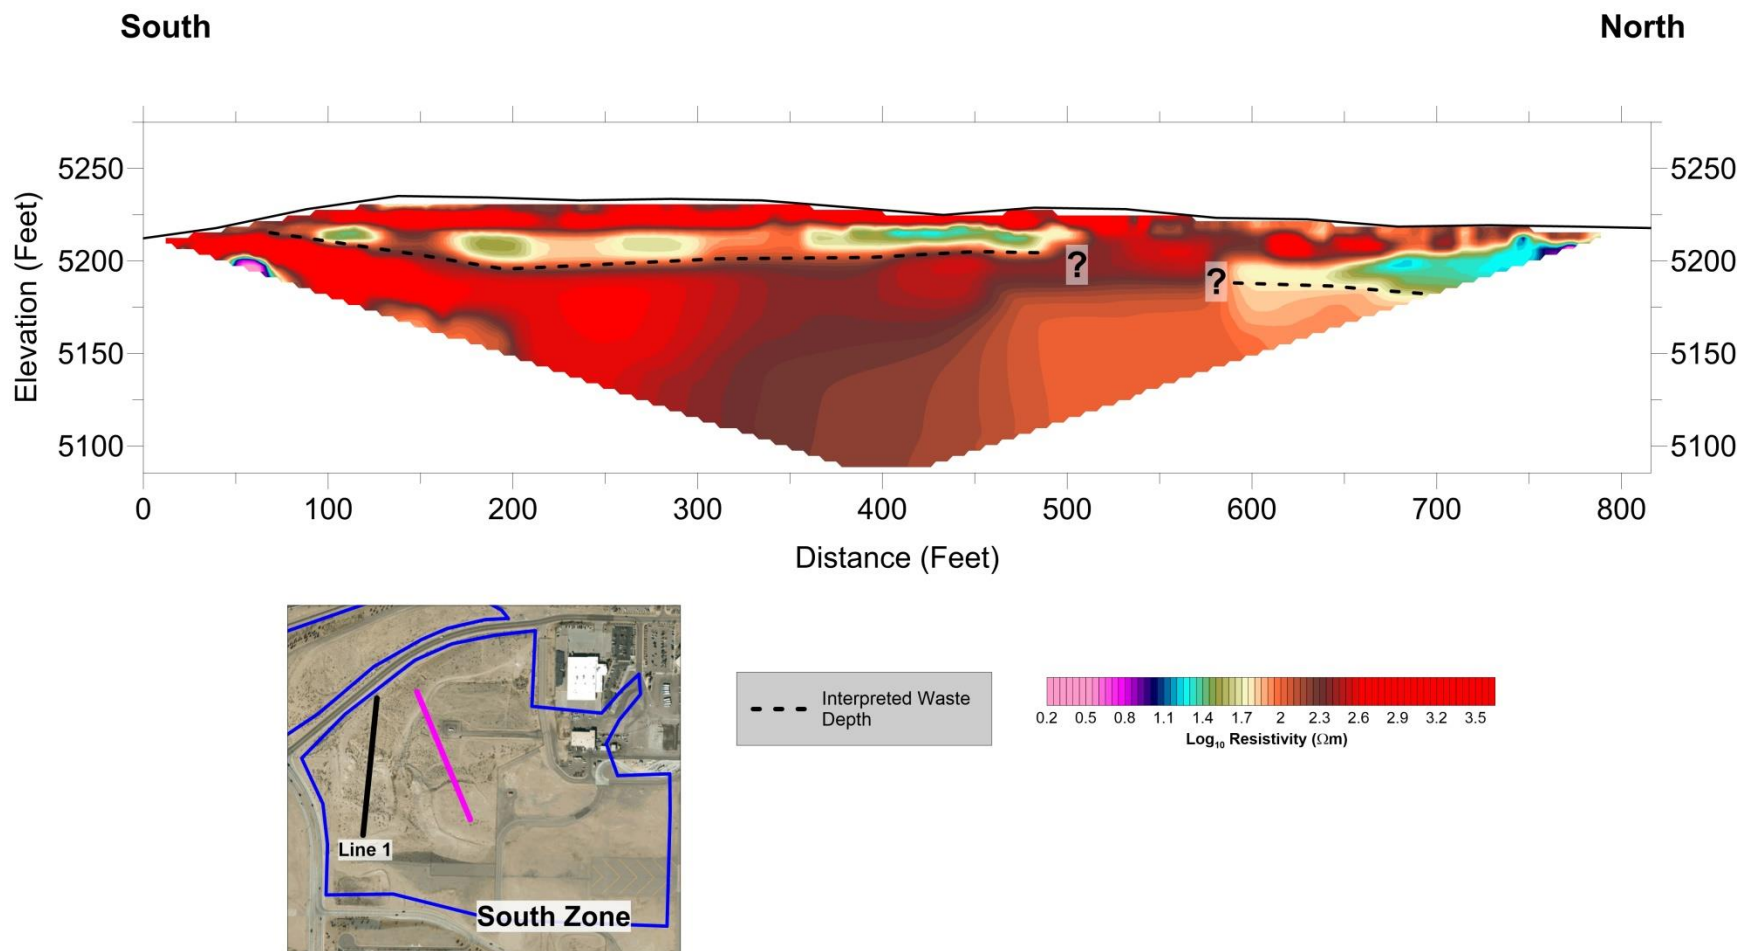 South
North
5250
5250
5200
5200
5150
5150
5100
5100
Elevation (Feet)
?
?
0 100 200 300 400 500 600 700 800
Distance (Feet)
Line 1
South Zone
Interpreted Waste
Depth
0.2 0.5 0.8 1.1 1.4 1.7 2 2.3 2.6 2.9 3.2 3.5
Log₁₀ Resistivity (Ωm)